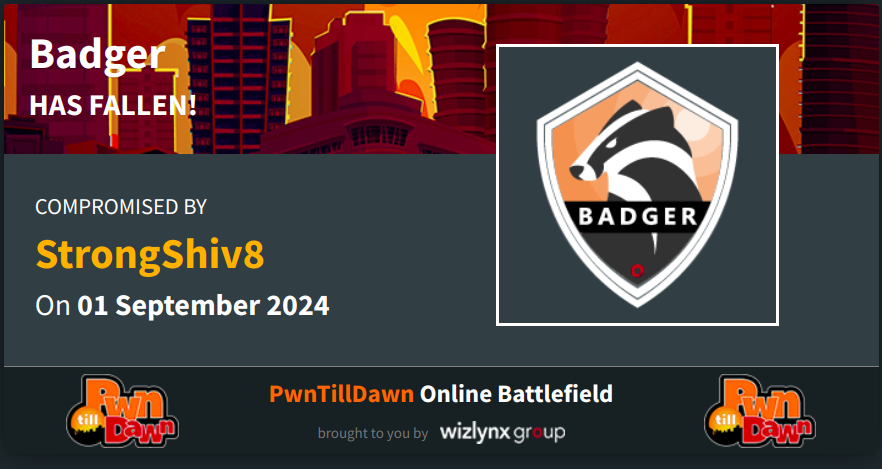 Badger
HAS FALLEN!
BADGER
COMPROMISED BY
StrongShiv8
On 01 September 2024
Pwn
till
Dawn
PwnTillDawn Online Battlefield
brought to you by wizlynx group
Pwn
till
Dawn